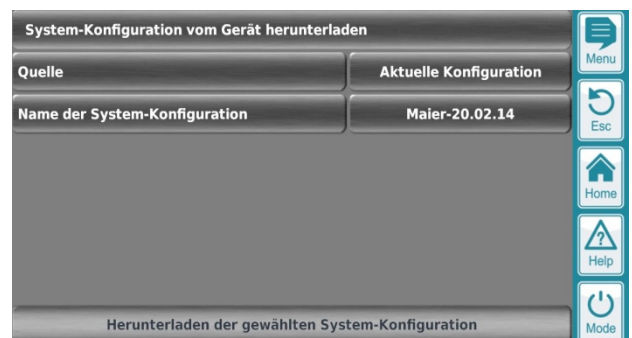 System-Konfiguration vom Gerät herunterladen
Quelle
Aktuelle Konfiguration
Name der System-Konfiguration
Maier-20.02.14
Herunterladen der gewählten System-Konfiguration
Menu
Esc
Home
Help
Mode